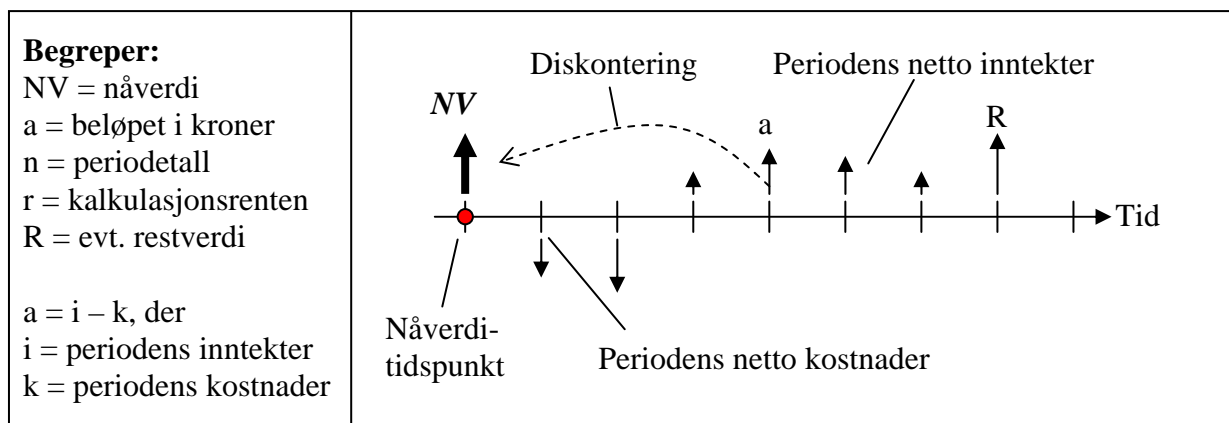 Begreper:
NV = nåverdi
a = beløpet i kroner
n = periodetall
r = kalkulasjonsrenten
R = evt. restverdi
a = i – k, der
i = periodens inntekter
k = periodens kostnader
Diskontering
Periodens netto inntekter
NV
a
R
Tid
Nåverdi-
tidspunkt
Periodens netto kostnader